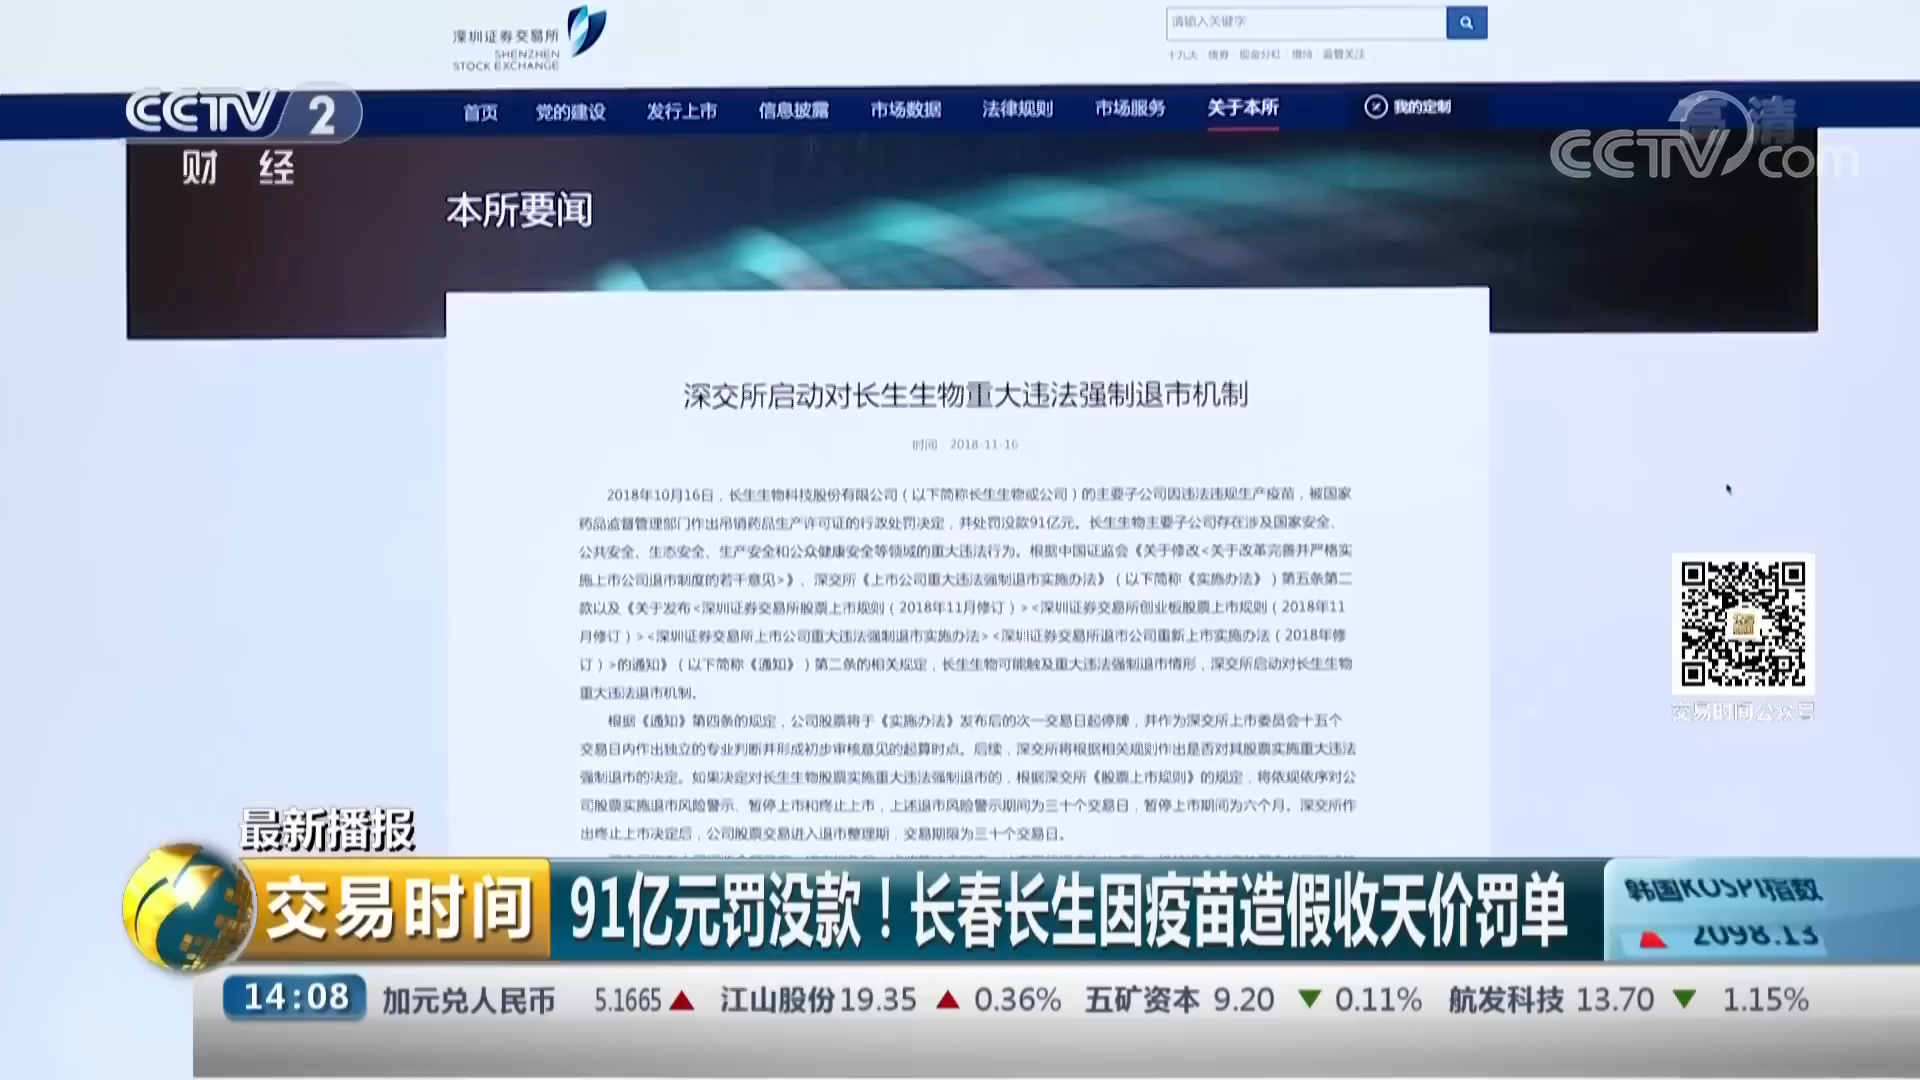 深圳证券交易所
SHENZHEN
STOCK EXCHANGE
请输入关键字
十九大 债券 现金分红 增持 监管关注
CCTV 2
财经
首页 党的建设 发行上市 信息披露 市场数据 法律规则 市场服务 关于本所 我的定制
高清
CCTV com
本所要闻
深交所启动对长生生物重大违法强制退市机制
时间 2018-11-16
2018年10月16日，长生生物科技股份有限公司（以下简称长生生物或公司）的主要子公司因违法违规生产疫苗，被国家
药品监督管理部门作出吊销药品生产许可证的行政处罚决定，并处罚没款91亿元。长生生物主要子公司存在涉及国家安全、
公共安全、生态安全、生产安全和公众健康安全等领域的重大违法行为。根据中国证监会《关于修改<关于改革完善并严格实
施上市公司退市制度的若干意见>》、深交所《上市公司重大违法强制退市实施办法》（以下简称《实施办法》）第五条第二
款以及《关于发布<深圳证券交易所股票上市规则（2018年11月修订）><深圳证券交易所创业板股票上市规则（2018年11
月修订）><深圳证券交易所上市公司重大违法强制退市实施办法><深圳证券交易所退市公司重新上市实施办法（2018年修
订）>的通知》（以下简称《通知》）第二条的相关规定，长生生物可能触及重大违法强制退市情形，深交所启动对长生生物
重大违法退市机制。
根据《通知》第四条的规定，公司股票将于《实施办法》发布后的次一交易日起停牌，并作为深交所上市委员会十五个
交易日内作出独立的专业判断并形成初步审核意见的起算时点。后续，深交所将根据相关规则作出是否对其股票实施重大违法
强制退市的决定。如果决定对长生生物股票实施重大违法强制退市的，根据深交所《股票上市规则》的规定，将依规依序对公
司股票实施退市风险警示、暂停上市和终止上市，上述退市风险警示期间为三十个交易日，暂停上市期间为六个月。深交所作
出终止上市决定后，公司股票交易进入退市整理期，交易期限为三十个交易日。
交易时间公众号
最新播报
交易时间
91亿元罚没款！长春长生因疫苗造假收天价罚单
韩国KOSPI指数
2098.13
14:08 加元兑人民币 5.1665 ▲ 江山股份 19.35 ▲ 0.36% 五矿资本 9.20 ▼ 0.11% 航发科技 13.70 ▼ 1.15%